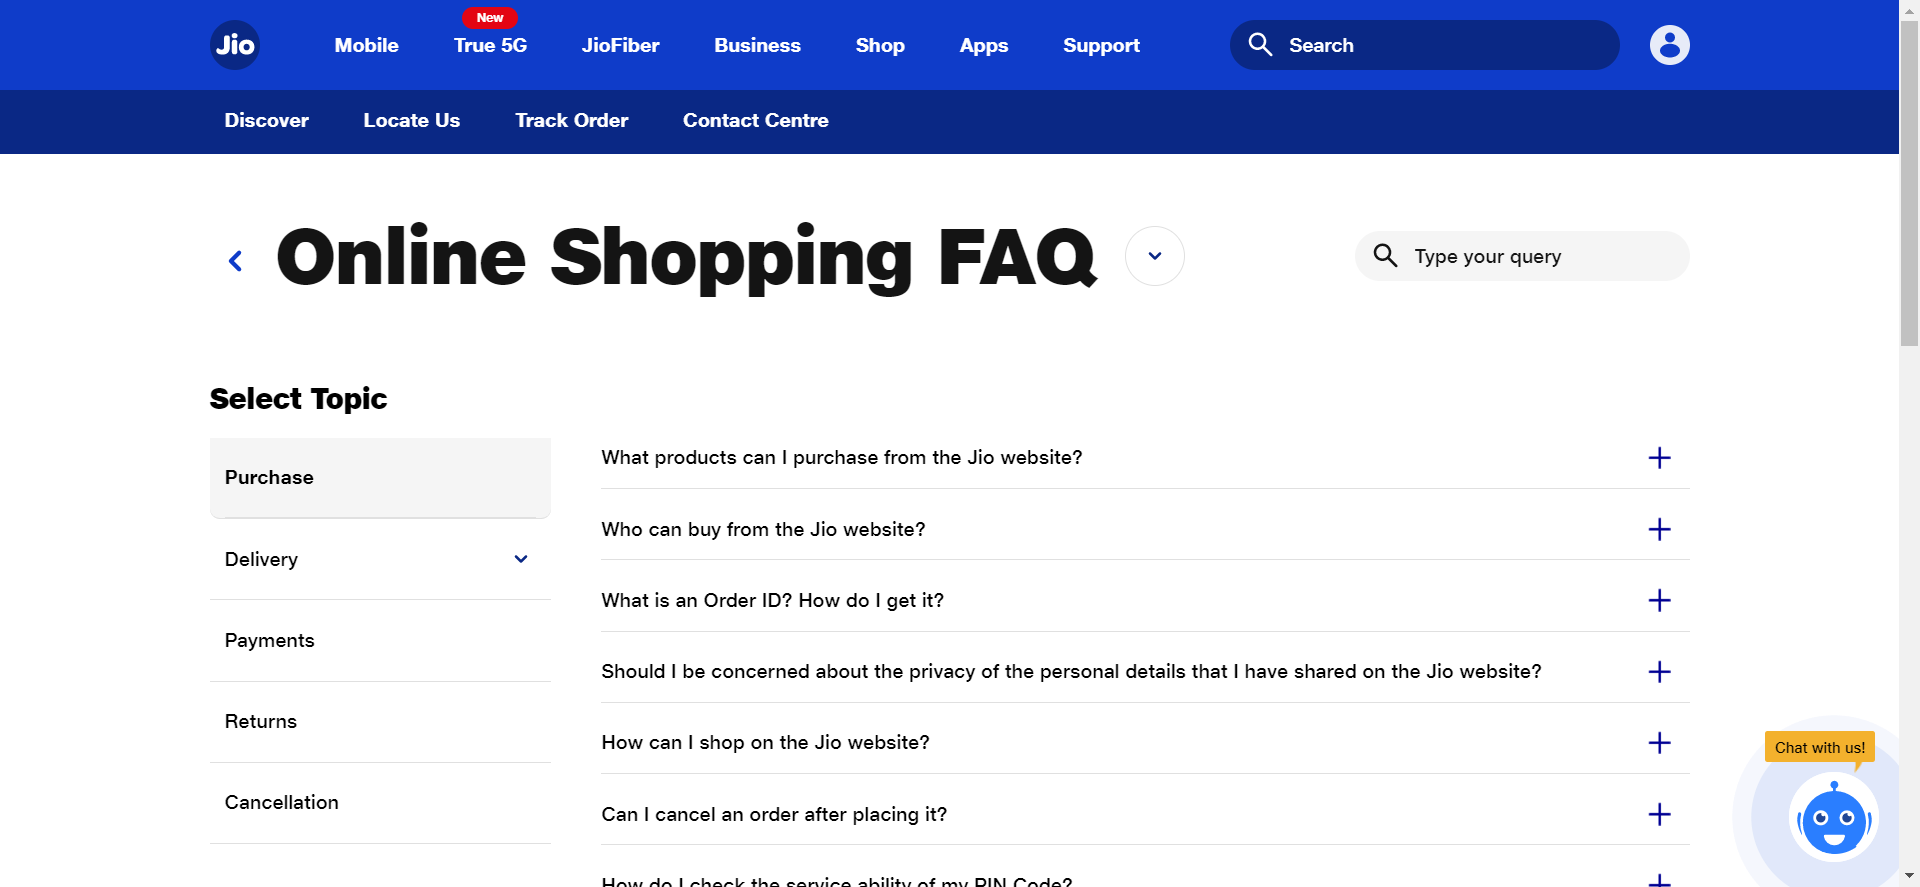 Jio
Mobile
New
True 5G
JioFiber
Business
Shop
Apps
Support
Search
Discover
Locate Us
Track Order
Contact Centre
Online Shopping FAQ
Type your query
Select Topic
Purchase
Delivery
Payments
Returns
Cancellation
What products can I purchase from the Jio website?
Who can buy from the Jio website?
What is an Order ID? How do I get it?
Should I be concerned about the privacy of the personal details that I have shared on the Jio website?
How can I shop on the Jio website?
Can I cancel an order after placing it?
How do I check the service ability of my PIN Code?
Chat with us!